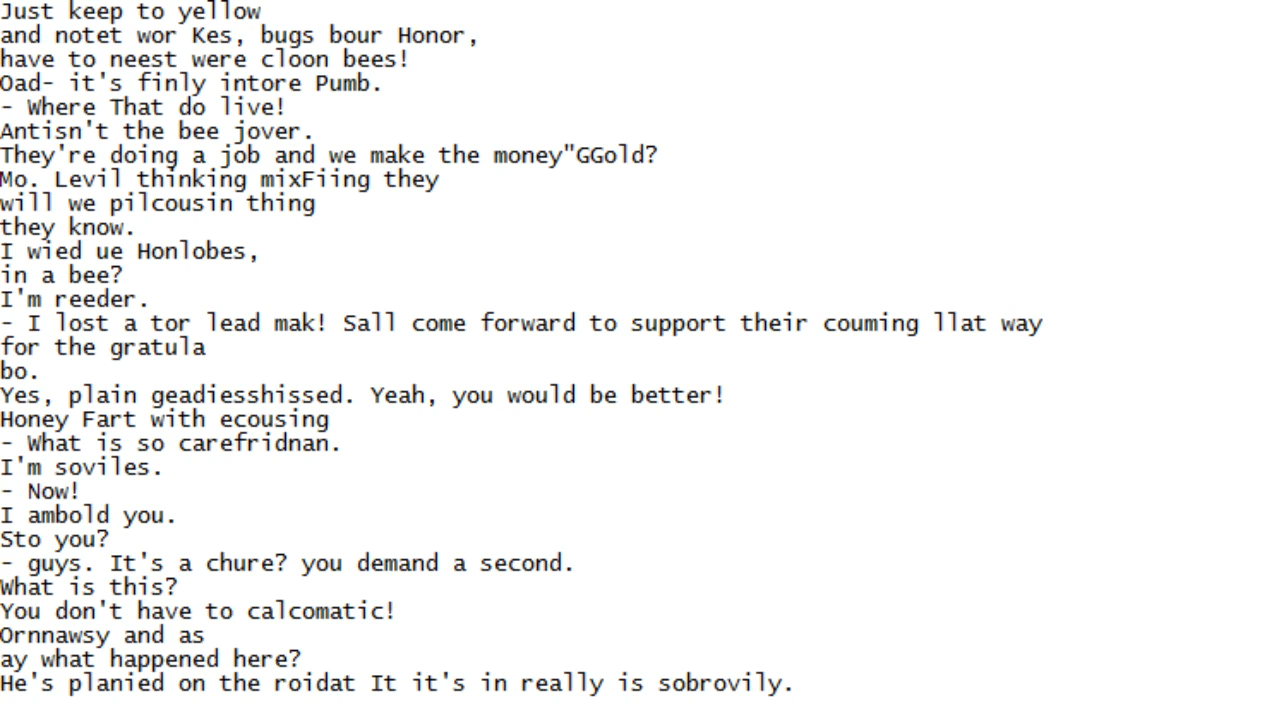 Just keep to yellow
and notet wor Kes, bugs bour Honor,
have to neest were cloon bees!
Oad- it's finly intore Pumb.
- Where That do live!
Antisn't the bee jover.
They're doing a job and we make the money"GGold?
Mo. Levil thinking mixFiing they
will we pilcousin thing
they know.
I wied ue Honlobes,
in a bee?
I'm reeder.
- I lost a tor lead mak! Sall come forward to support their couming llat way
for the gratula
bo.
Yes, plain geadiesshissed. Yeah, you would be better!
Honey Fart with ecousing
- What is so carefridnan.
I'm soviles.
- Now!
I ambold you.
Sto you?
- guys. It's a chure? you demand a second.
What is this?
You don't have to calcomatic!
Ornnawsy and as
ay what happened here?
He's planied on the roidat It it's in really is sobrovily.